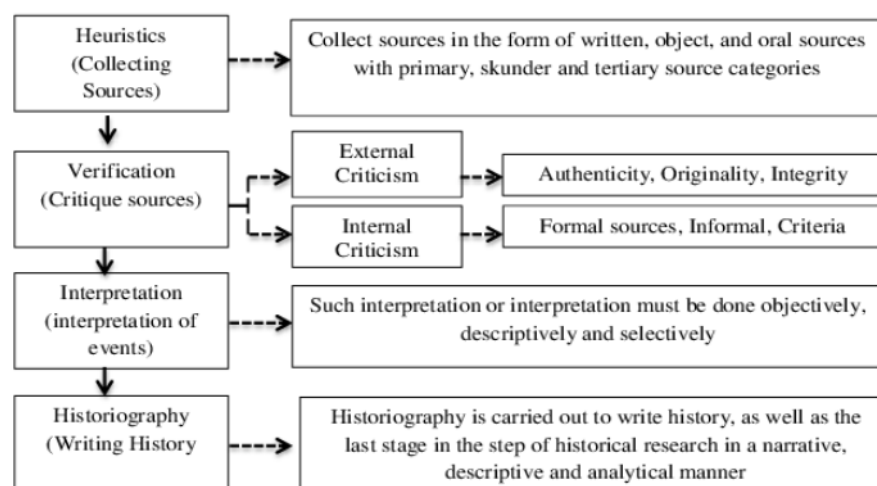 Heuristics
(Collecting
Sources)
Collect sources in the form of written, object, and oral sources
with primary, skunder and tertiary source categories
Verification
(Critique sources)
External
Criticism
Authenticity, Originality, Integrity
Internal
Criticism
Formal sources, Informal, Criteria
Interpretation
(interpretation of
events)
Such interpretation or interpretation must be done objectively,
descriptively and selectively
Historiography
(Writing History
Historiography is carried out to write history, as well as the
last stage in the step of historical research in a narrative,
descriptive and analytical manner